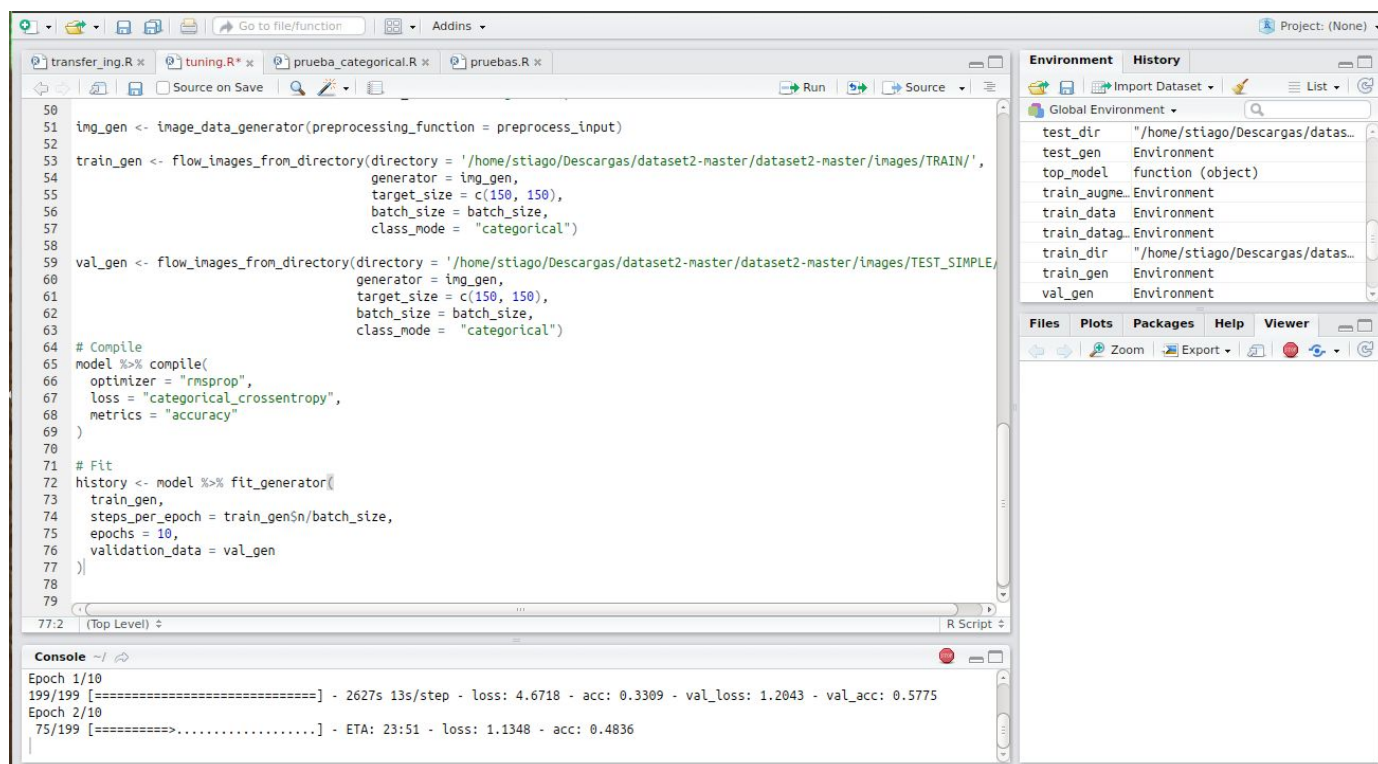 Go to file/function
Addins
Project: (None)
transfer_ing.R
tuning.R*
prueba_categorical.R
pruebas.R
Source on Save
Run
Source
50
51 img_gen <- image_data_generator(preprocessing_function = preprocess_input)
52
53 train_gen <- flow_images_from_directory(directory = '/home/stiago/Descargas/dataset2-master/dataset2-master/images/TRAIN/',
54 generator = img_gen,
55 target_size = c(150, 150),
56 batch_size = batch_size,
57 class_mode = "categorical")
58
59 val_gen <- flow_images_from_directory(directory = '/home/stiago/Descargas/dataset2-master/dataset2-master/images/TEST_SIMPLE/
60 generator = img_gen,
61 target_size = c(150, 150),
62 batch_size = batch_size,
63 class_mode = "categorical")
64 # Compile
65 model %>% compile(
66 optimizer = "rmsprop",
67 loss = "categorical_crossentropy",
68 metrics = "accuracy"
69 )
70
71 # Fit
72 history <- model %>% fit_generator(
73 train_gen,
74 steps_per_epoch = train_gen$n/batch_size,
75 epochs = 10,
76 validation_data = val_gen
77 )
78
79
77:2 (Top Level) R Script
Console ~/
Epoch 1/10
199/199 [==============================] - 2627s 13s/step - loss: 4.6718 - acc: 0.3309 - val_loss: 1.2043 - val_acc: 0.5775
Epoch 2/10
75/199 [==========>...................] - ETA: 23:51 - loss: 1.1348 - acc: 0.4836
Environment History
Import Dataset List
Global Environment
test_dir "/home/stiago/Descargas/datas…
test_gen Environment
top_model function (object)
train_augme… Environment
train_data Environment
train_datag… Environment
train_dir "/home/stiago/Descargas/datas…
train_gen Environment
val_gen Environment
Files Plots Packages Help Viewer
Zoom Export